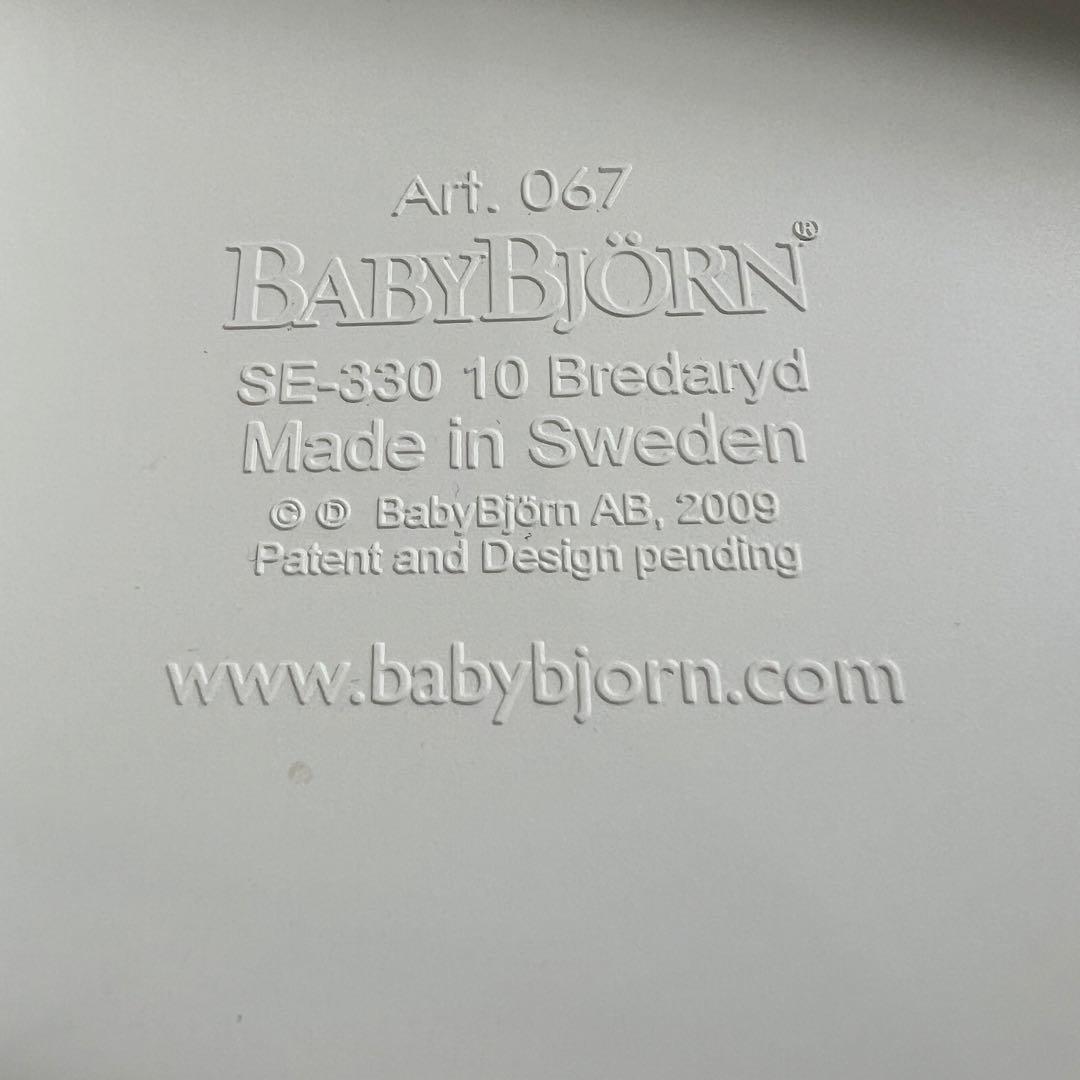 Art. 067
BABYBJÖRN®
SE-330 10 Bredaryd
Made in Sweden
© Ⓓ BabyBjörn AB, 2009
Patent and Design pending
www.babybjorn.com